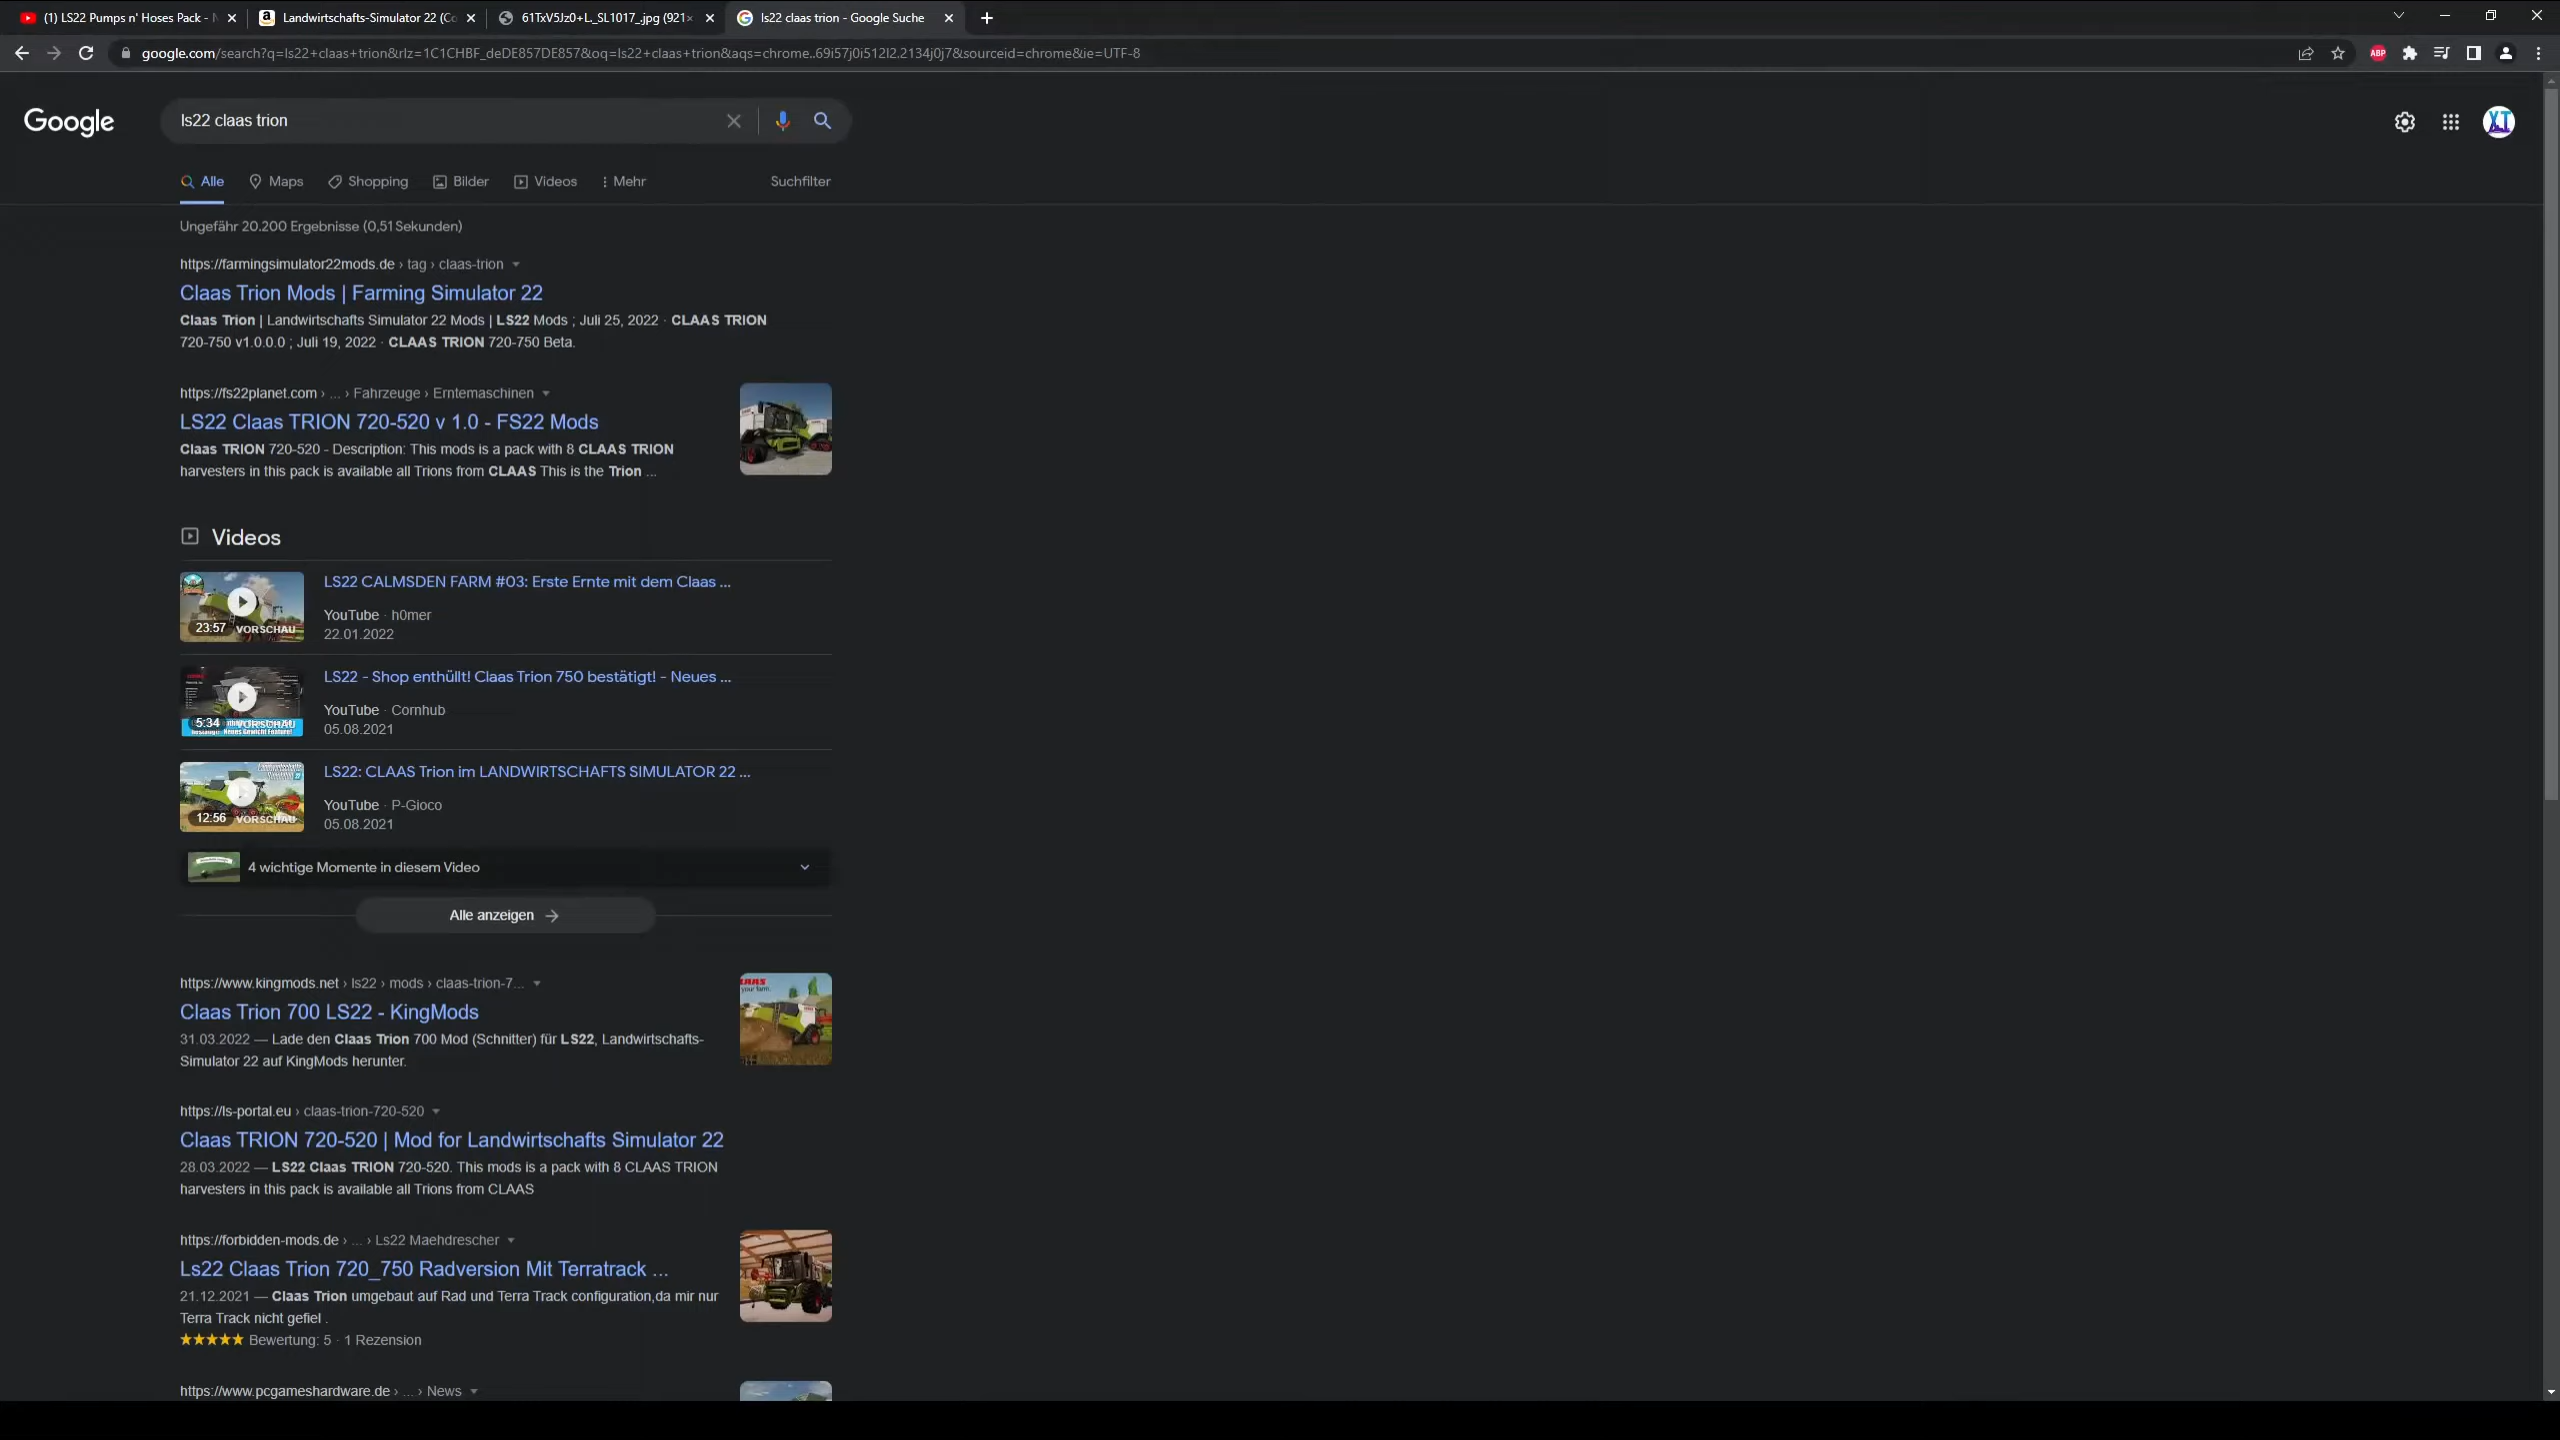 (1) LS22 Pumps n' Hoses Pack - N
Landwirtschafts-Simulator 22 (Co
61TxV5Jz0+L._SL1017_.jpg (921×
ls22 claas trion - Google Suche
google.com/search?q=ls22+claas+trion&rlz=1C1CHBF_deDE857DE857&oq=ls22+claas+trion&aqs=chrome..69i57j0i512l2.2134j0j7&sourceid=chrome&ie=UTF-8
ABP
Google
ls22 claas trion
Alle
Maps
Shopping
Bilder
Videos
Mehr
Suchfilter
Ungefähr 20.200 Ergebnisse (0,51 Sekunden)
https://farmingsimulator22mods.de › tag › claas-trion
Claas Trion Mods | Farming Simulator 22
Claas Trion | Landwirtschafts Simulator 22 Mods | LS22 Mods ; Juli 25, 2022 · CLAAS TRION
720-750 v1.0.0.0 ; Juli 19, 2022 · CLAAS TRION 720-750 Beta.
https://fs22planet.com › ... › Fahrzeuge › Erntemaschinen
LS22 Claas TRION 720-520 v 1.0 - FS22 Mods
Claas TRION 720-520 - Description: This mods is a pack with 8 CLAAS TRION
harvesters in this pack is available all Trions from CLAAS This is the Trion ...
Videos
LS22 CALMSDEN FARM #03: Erste Ernte mit dem Claas ...
YouTube · h0mer
22.01.2022
23:57 VORSCHAU
LS22 - Shop enthüllt! Claas Trion 750 bestätigt! - Neues ...
YouTube · Cornhub
05.08.2021
5:34 VORSCHAU
LS22: CLAAS Trion im LANDWIRTSCHAFTS SIMULATOR 22 ...
YouTube · P-Gioco
05.08.2021
12:56 VORSCHAU
4 wichtige Momente in diesem Video
Alle anzeigen
https://www.kingmods.net › ls22 › mods › claas-trion-7...
Claas Trion 700 LS22 - KingMods
31.03.2022 — Lade den Claas Trion 700 Mod (Schnitter) für LS22, Landwirtschafts-
Simulator 22 auf KingMods herunter.
https://ls-portal.eu › claas-trion-720-520
Claas TRION 720-520 | Mod for Landwirtschafts Simulator 22
28.03.2022 — LS22 Claas TRION 720-520. This mods is a pack with 8 CLAAS TRION
harvesters in this pack is available all Trions from CLAAS
https://forbidden-mods.de › ... › Ls22 Maehdrescher
Ls22 Claas Trion 720_750 Radversion Mit Terratrack ...
21.12.2021 — Claas Trion umgebaut auf Rad und Terra Track configuration,da mir nur
Terra Track nicht gefiel .
★★★★★ Bewertung: 5 · 1 Rezension
https://www.pcgameshardware.de › ... › News